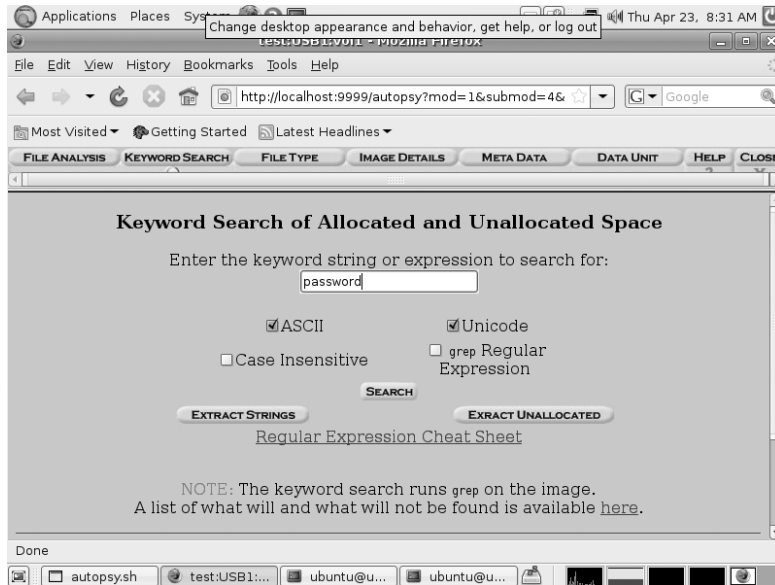 Applications Places System Thu Apr 23, 8:31 AM
Change desktop appearance and behavior, get help, or log out
test:USB1:vol1 - Mozilla Firefox
File Edit View History Bookmarks Tools Help
http://localhost:9999/autopsy?mod=1&submod=4& G Google
Most Visited Getting Started Latest Headlines
FILE ANALYSIS KEYWORD SEARCH FILE TYPE IMAGE DETAILS META DATA DATA UNIT HELP CLOSE
Keyword Search of Allocated and Unallocated Space
Enter the keyword string or expression to search for:
password
ASCII Unicode
Case Insensitive grep Regular Expression
SEARCH
EXTRACT STRINGS EXRACT UNALLOCATED
Regular Expression Cheat Sheet
NOTE: The keyword search runs grep on the image.
A list of what will and what will not be found is available here.
Done
autopsy.sh test:USB1:... ubuntu@u... ubuntu@u...